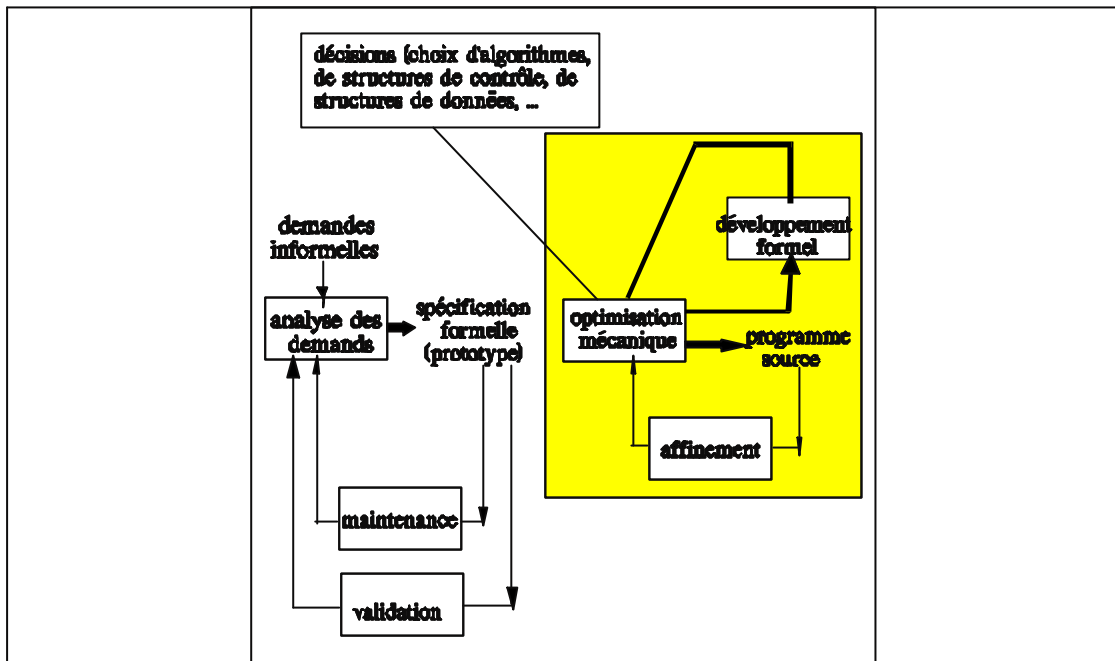 décisions (choix d'algorithmes,
de structures de contrôle, de
structures de données, ...
développement
formel
demandes
informelles
analyse des
demands
spécification
formelle
(prototype)
optimisation
mécanique
programme
source
affinement
maintenance
validation